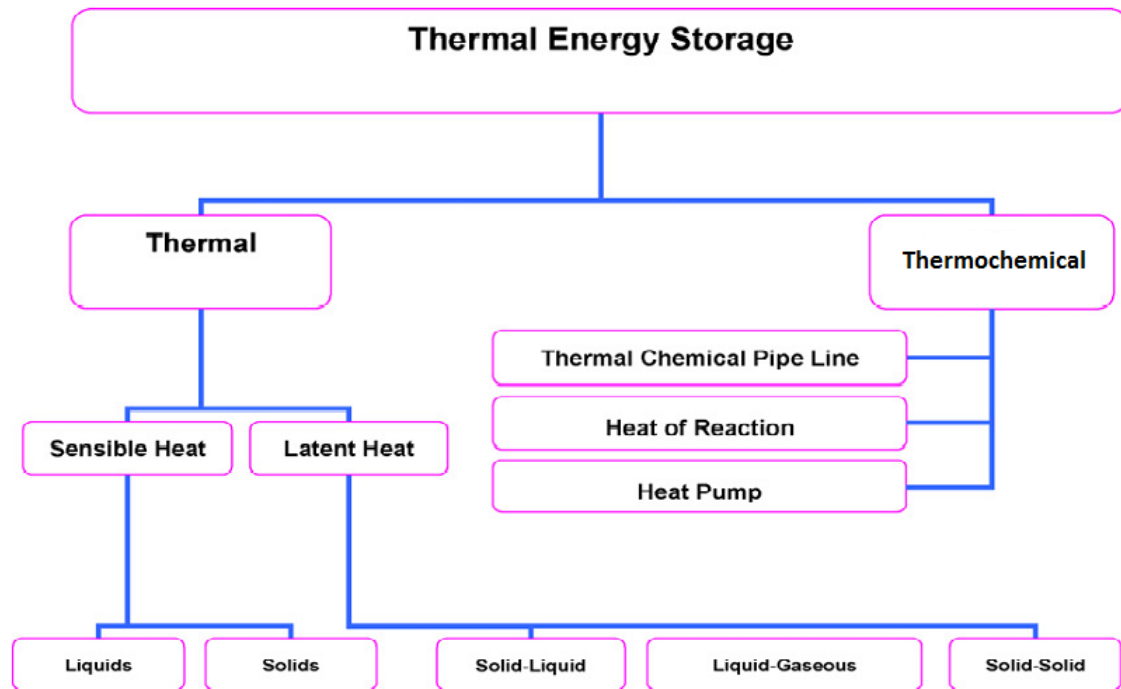 Thermal Energy Storage
Thermal
Thermochemical
Thermal Chemical Pipe Line
Heat of Reaction
Heat Pump
Sensible Heat
Latent Heat
Liquids
Solids
Solid-Liquid
Liquid-Gaseous
Solid-Solid